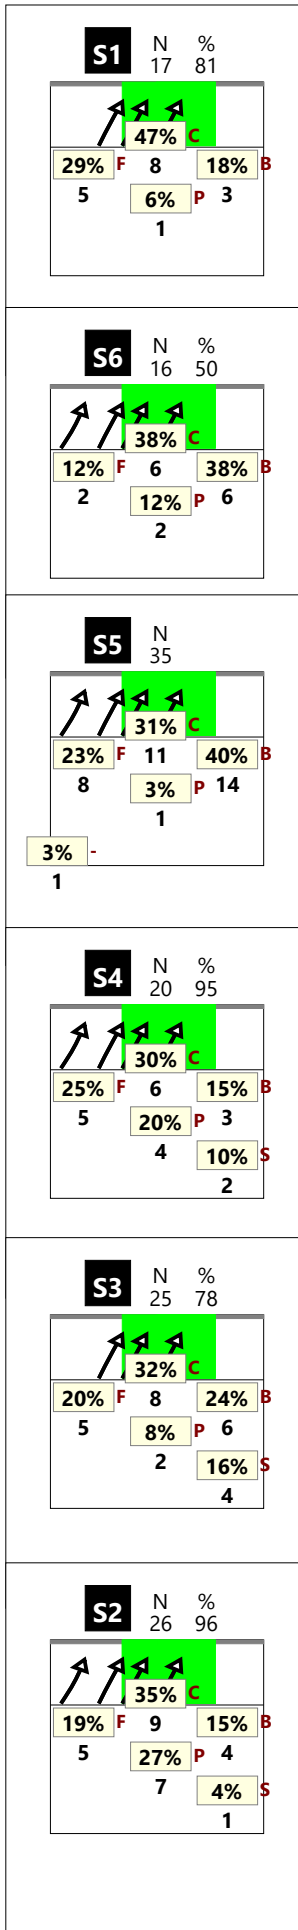 S1 N %
17 81
47% C
29% F 8 18% B
5 6% P 3
1
S6 N %
16 50
38% C
12% F 6 38% B
2 12% P 6
2
S5 N
35
31% C
23% F 11 40% B
8 3% P 14
1
3% -
1
S4 N %
20 95
30% C
25% F 6 15% B
5 20% P 3
4 10% S
2
S3 N %
25 78
32% C
20% F 8 24% B
5 8% P 6
2 16% S
4
S2 N %
26 96
35% C
19% F 9 15% B
5 27% P 4
7 4% S
1